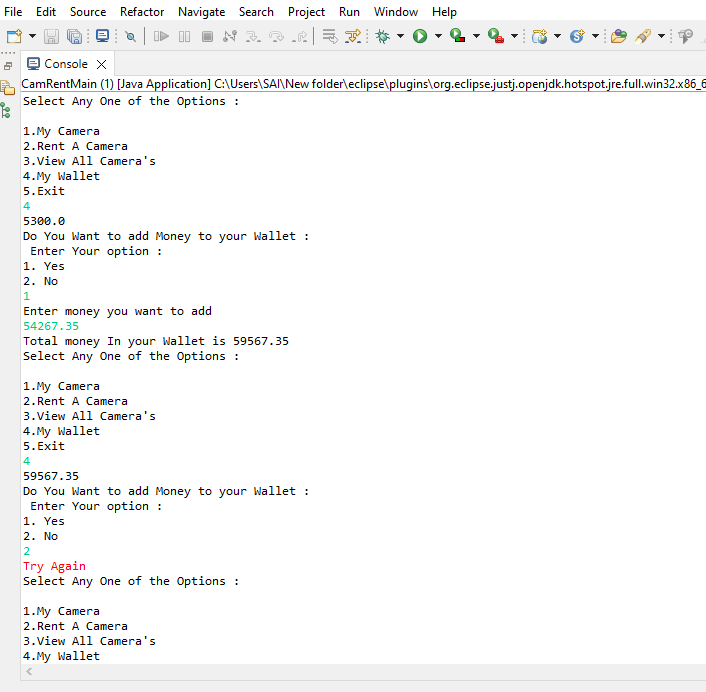 File Edit Source Refactor Navigate Search Project Run Window Help
Console
CamRentMain (1) [Java Application] C:\Users\SAI\New folder\eclipse\plugins\org.eclipse.justj.openjdk.hotspot.jre.full.win32.x86_6
Select Any One of the Options :
1.My Camera
2.Rent A Camera
3.View All Camera's
4.My Wallet
5.Exit
4
5300.0
Do You Want to add Money to your Wallet :
Enter Your option :
1. Yes
2. No
1
Enter money you want to add
54267.35
Total money In your Wallet is 59567.35
Select Any One of the Options :
1.My Camera
2.Rent A Camera
3.View All Camera's
4.My Wallet
5.Exit
4
59567.35
Do You Want to add Money to your Wallet :
Enter Your option :
1. Yes
2. No
2
Try Again
Select Any One of the Options :
1.My Camera
2.Rent A Camera
3.View All Camera's
4.My Wallet